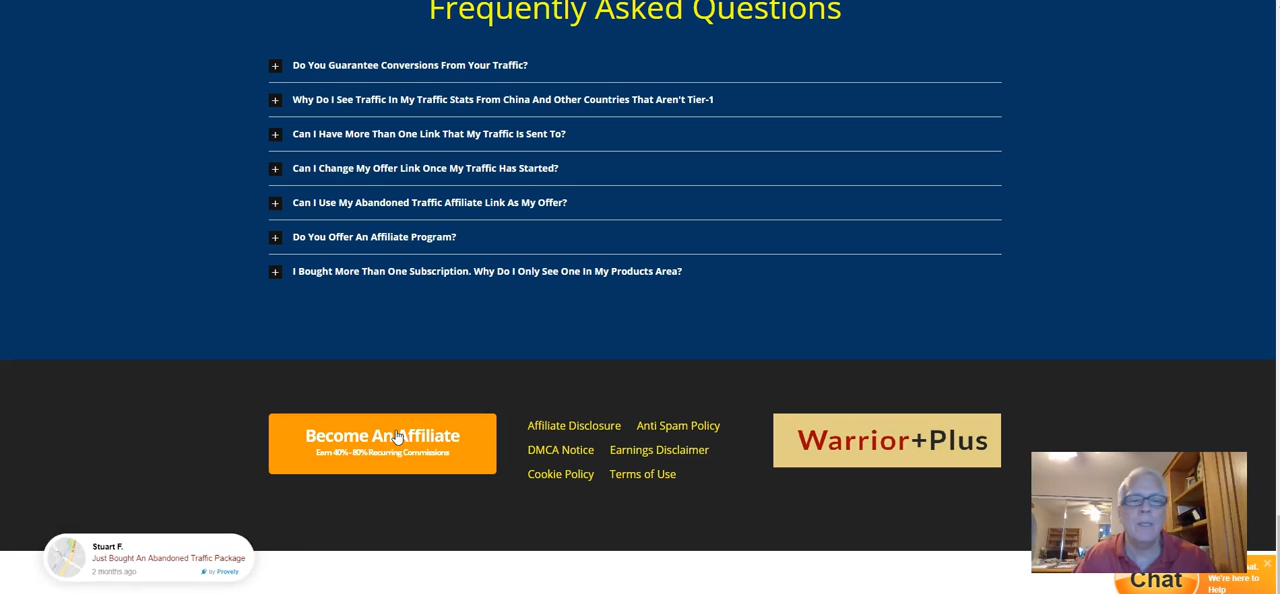 Frequently Asked Questions
Do You Guarantee Conversions From Your Traffic?
Why Do I See Traffic In My Traffic Stats From China And Other Countries That Aren't Tier-1
Can I Have More Than One Link That My Traffic Is Sent To?
Can I Change My Offer Link Once My Traffic Has Started?
Can I Use My Abandoned Traffic Affiliate Link As My Offer?
Do You Offer An Affiliate Program?
I Bought More Than One Subscription. Why Do I Only See One In My Products Area?
Become An Affiliate
Earn 40% - 80% Recurring Commissions
Affiliate Disclosure Anti Spam Policy
DMCA Notice Earnings Disclaimer
Cookie Policy Terms of Use
Warrior+Plus
Stuart F.
Just Bought An Abandoned Traffic Package
2 months ago by Provely
Chat
We're here to
Help